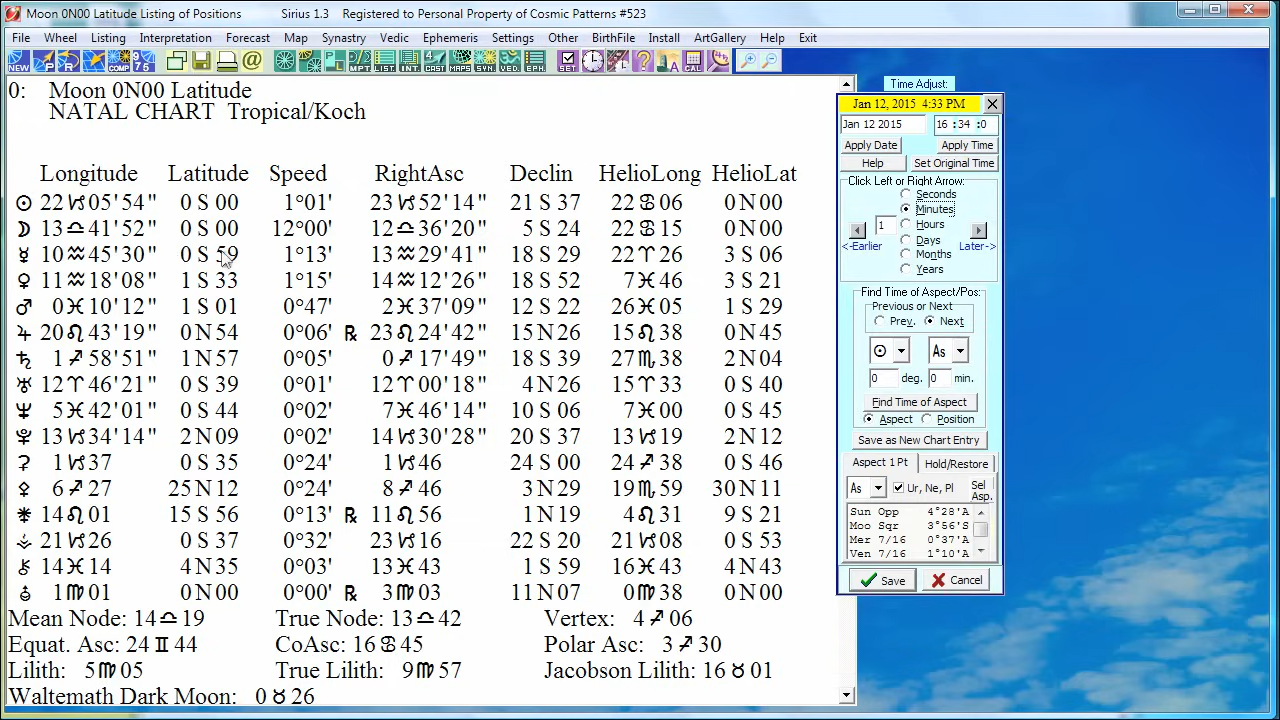 Moon 0N00 Latitude Listing of Positions Sirius 1.3 Registered to Personal Property of Cosmic Patterns #523
File Wheel Listing Interpretation Forecast Map Synastry Vedic Ephemeris Settings Other BirthFile Install ArtGallery Help Exit
0: Moon 0N00 Latitude
NATAL CHART Tropical/Koch
Longitude Latitude Speed RightAsc Declin HelioLong HelioLat
☉ 22♑05'54" 0 S 00 1°01' 23♑52'14" 21 S 37 22♋06 0 N 00
☽ 13♎41'52" 0 S 00 12°00' 12♎36'20" 5 S 24 22♋15 0 N 00
☿ 10♒45'30" 0 S 59 1°13' 13♒29'41" 18 S 29 22♈26 3 S 06
♀ 11♒18'08" 1 S 33 1°15' 14♒12'26" 18 S 52 7♓46 3 S 21
♂ 0♓10'12" 1 S 01 0°47' 2♓37'09" 12 S 22 26♓05 1 S 29
♃ 20♌43'19" 0 N 54 0°06' ℞ 23♌24'42" 15 N 26 15♌38 0 N 45
♄ 1♐58'51" 1 N 57 0°05' 0♐17'49" 18 S 39 27♏38 2 N 04
♅ 12♈46'21" 0 S 39 0°01' 12♈00'18" 4 N 26 15♈33 0 S 40
♆ 5♓42'01" 0 S 44 0°02' 7♓46'14" 10 S 06 7♓00 0 S 45
♇ 13♑34'14" 2 N 09 0°02' 14♑30'28" 20 S 37 13♑19 2 N 12
⚳ 1♑37 0 S 35 0°24' 1♑46 24 S 00 24♐38 0 S 46
⚴ 6♐27 25 N 12 0°24' 8♐46 3 N 29 19♏59 30 N 11
⚵ 14♌01 15 S 56 0°13' ℞ 11♌56 1 N 19 4♌31 9 S 21
⚶ 21♑26 0 S 37 0°32' 23♑16 22 S 20 21♑08 0 S 53
⚷ 14♓14 4 N 35 0°03' 13♓43 1 S 59 16♓43 4 N 43
1♍01 0 N 00 0°00' ℞ 3♍03 11 N 07 0♍38 0 N 00
Mean Node: 14♎19 True Node: 13♎42 Vertex: 4♐06
Equat. Asc: 24♊44 CoAsc: 16♋45 Polar Asc: 3♐30
Lilith: 5♍05 True Lilith: 9♍57 Jacobson Lilith: 16♉01
Waltemath Dark Moon: 0♉26
Time Adjust:
Jan 12, 2015 4:33 PM
Jan 12 2015 16 :34 :0
Apply Date Apply Time
Help Set Original Time
Click Left or Right Arrow:
Seconds
Minutes
1 Hours
<-Earlier Days Later->
Months
Years
Find Time of Aspect/Pos:
Previous or Next
Prev. Next
☉ As
0 deg. 0 min.
Find Time of Aspect
Aspect Position
Save as New Chart Entry
Aspect 1 Pt Hold/Restore
As Ur, Ne, Pl Sel Asp.
Sun Opp 4°28'A
Moo Sqr 3°56'S
Mer 7/16 0°37'A
Ven 7/16 1°10'A
Save Cancel